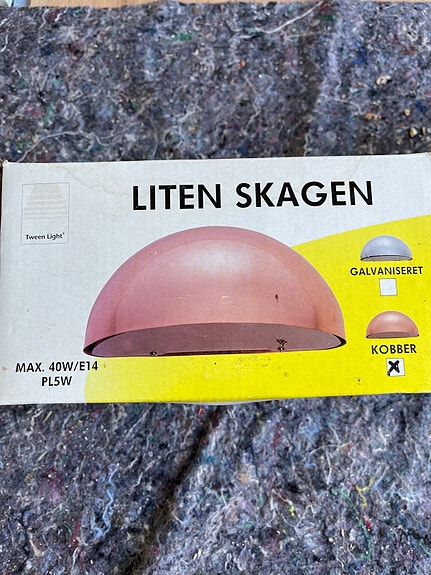 LITEN SKAGEN
Tween Light®
GALVANISERET
KOBBER
MAX. 40W/E14
PL5W